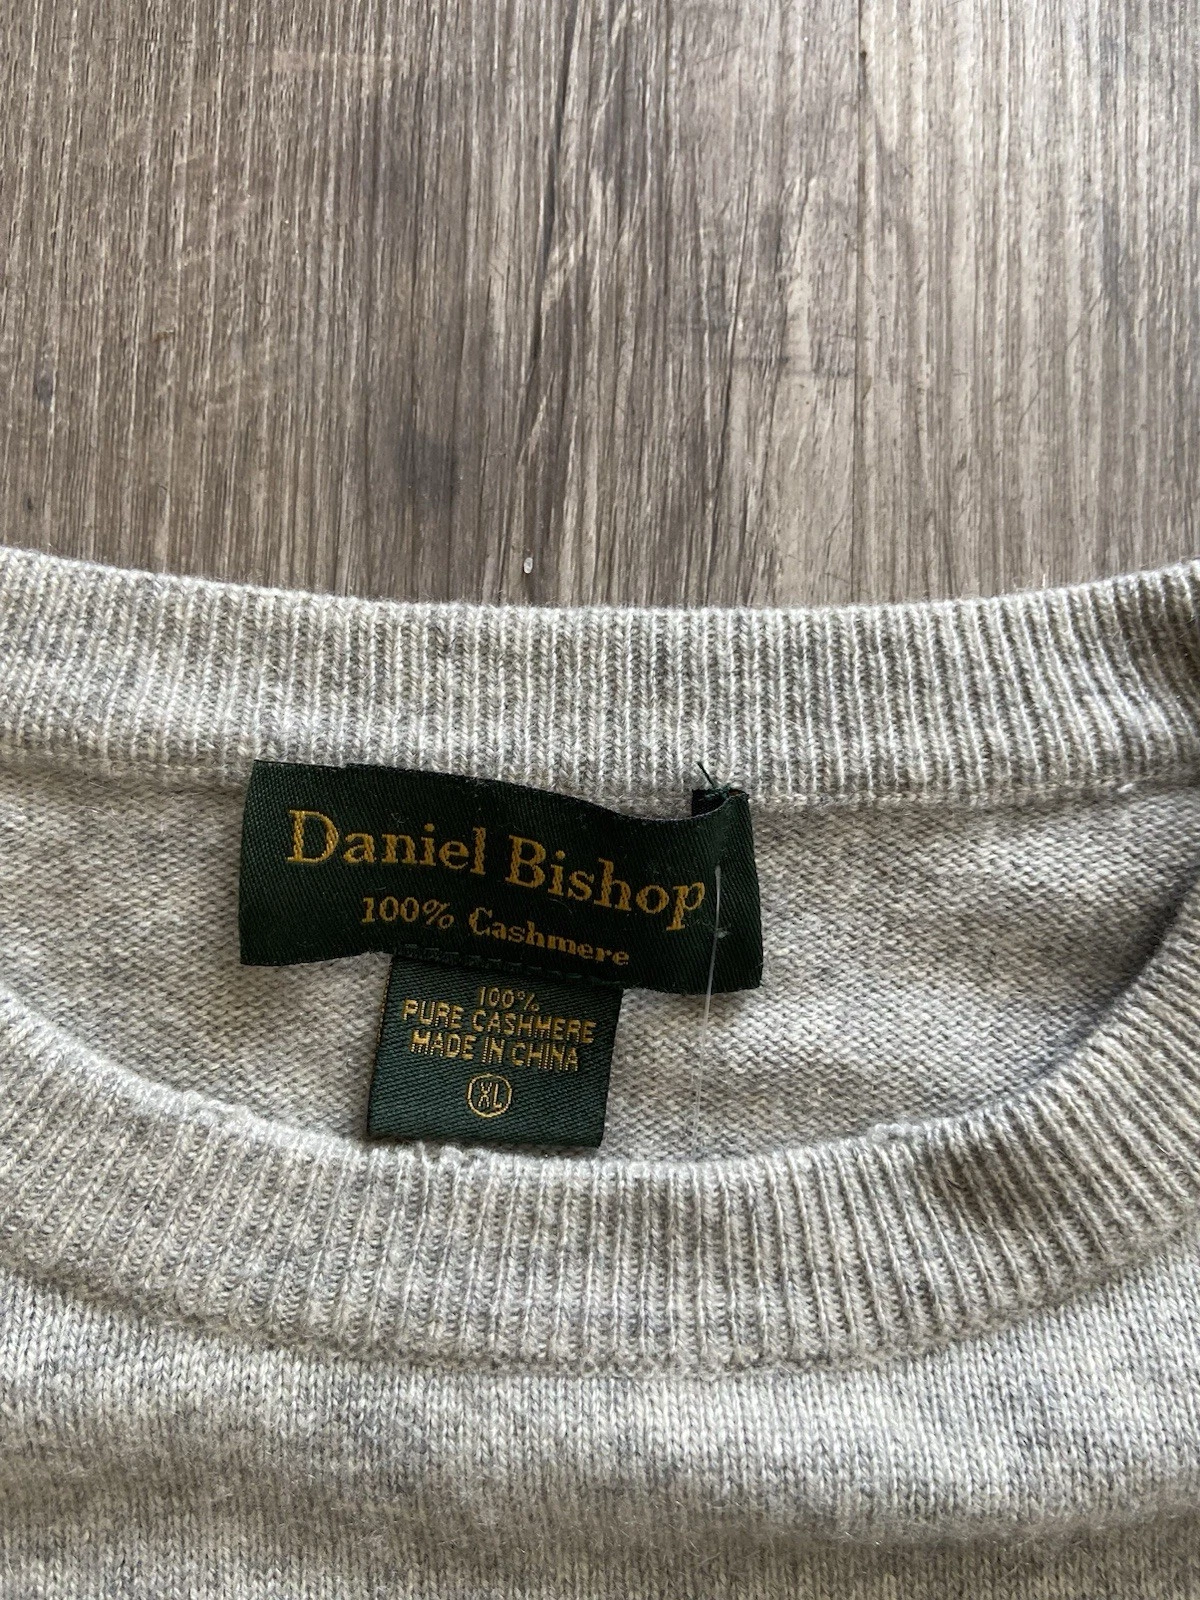 Daniel Bishop
100% Cashmere
100%
PURE CASHMERE
MADE IN CHINA
XL